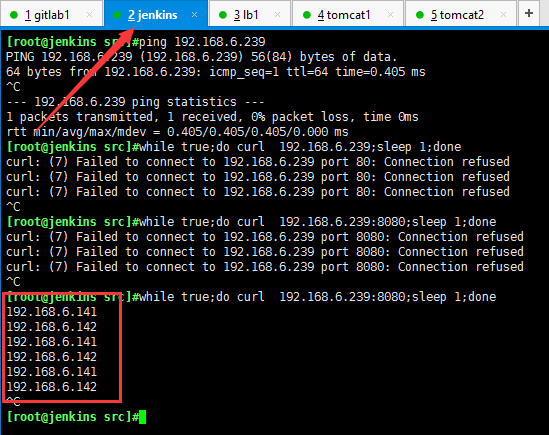 1 gitlab1 × 2 jenkins × 3 lb1 × 4 tomcat1 × 5 tomcat2 × +
[root@jenkins src]#ping 192.168.6.239
PING 192.168.6.239 (192.168.6.239) 56(84) bytes of data.
64 bytes from 192.168.6.239: icmp_seq=1 ttl=64 time=0.405 ms
^C
--- 192.168.6.239 ping statistics ---
1 packets transmitted, 1 received, 0% packet loss, time 0ms
rtt min/avg/max/mdev = 0.405/0.405/0.405/0.000 ms
[root@jenkins src]#while true;do curl  192.168.6.239;sleep 1;done
curl: (7) Failed to connect to 192.168.6.239 port 80: Connection refused
curl: (7) Failed to connect to 192.168.6.239 port 80: Connection refused
curl: (7) Failed to connect to 192.168.6.239 port 80: Connection refused
^C
[root@jenkins src]#while true;do curl  192.168.6.239:8080;sleep 1;done
curl: (7) Failed to connect to 192.168.6.239 port 8080: Connection refused
curl: (7) Failed to connect to 192.168.6.239 port 8080: Connection refused
curl: (7) Failed to connect to 192.168.6.239 port 8080: Connection refused
^C
[root@jenkins src]#while true;do curl  192.168.6.239:8080;sleep 1;done
192.168.6.141
192.168.6.142
192.168.6.141
192.168.6.142
192.168.6.141
192.168.6.142
^C
[root@jenkins src]#